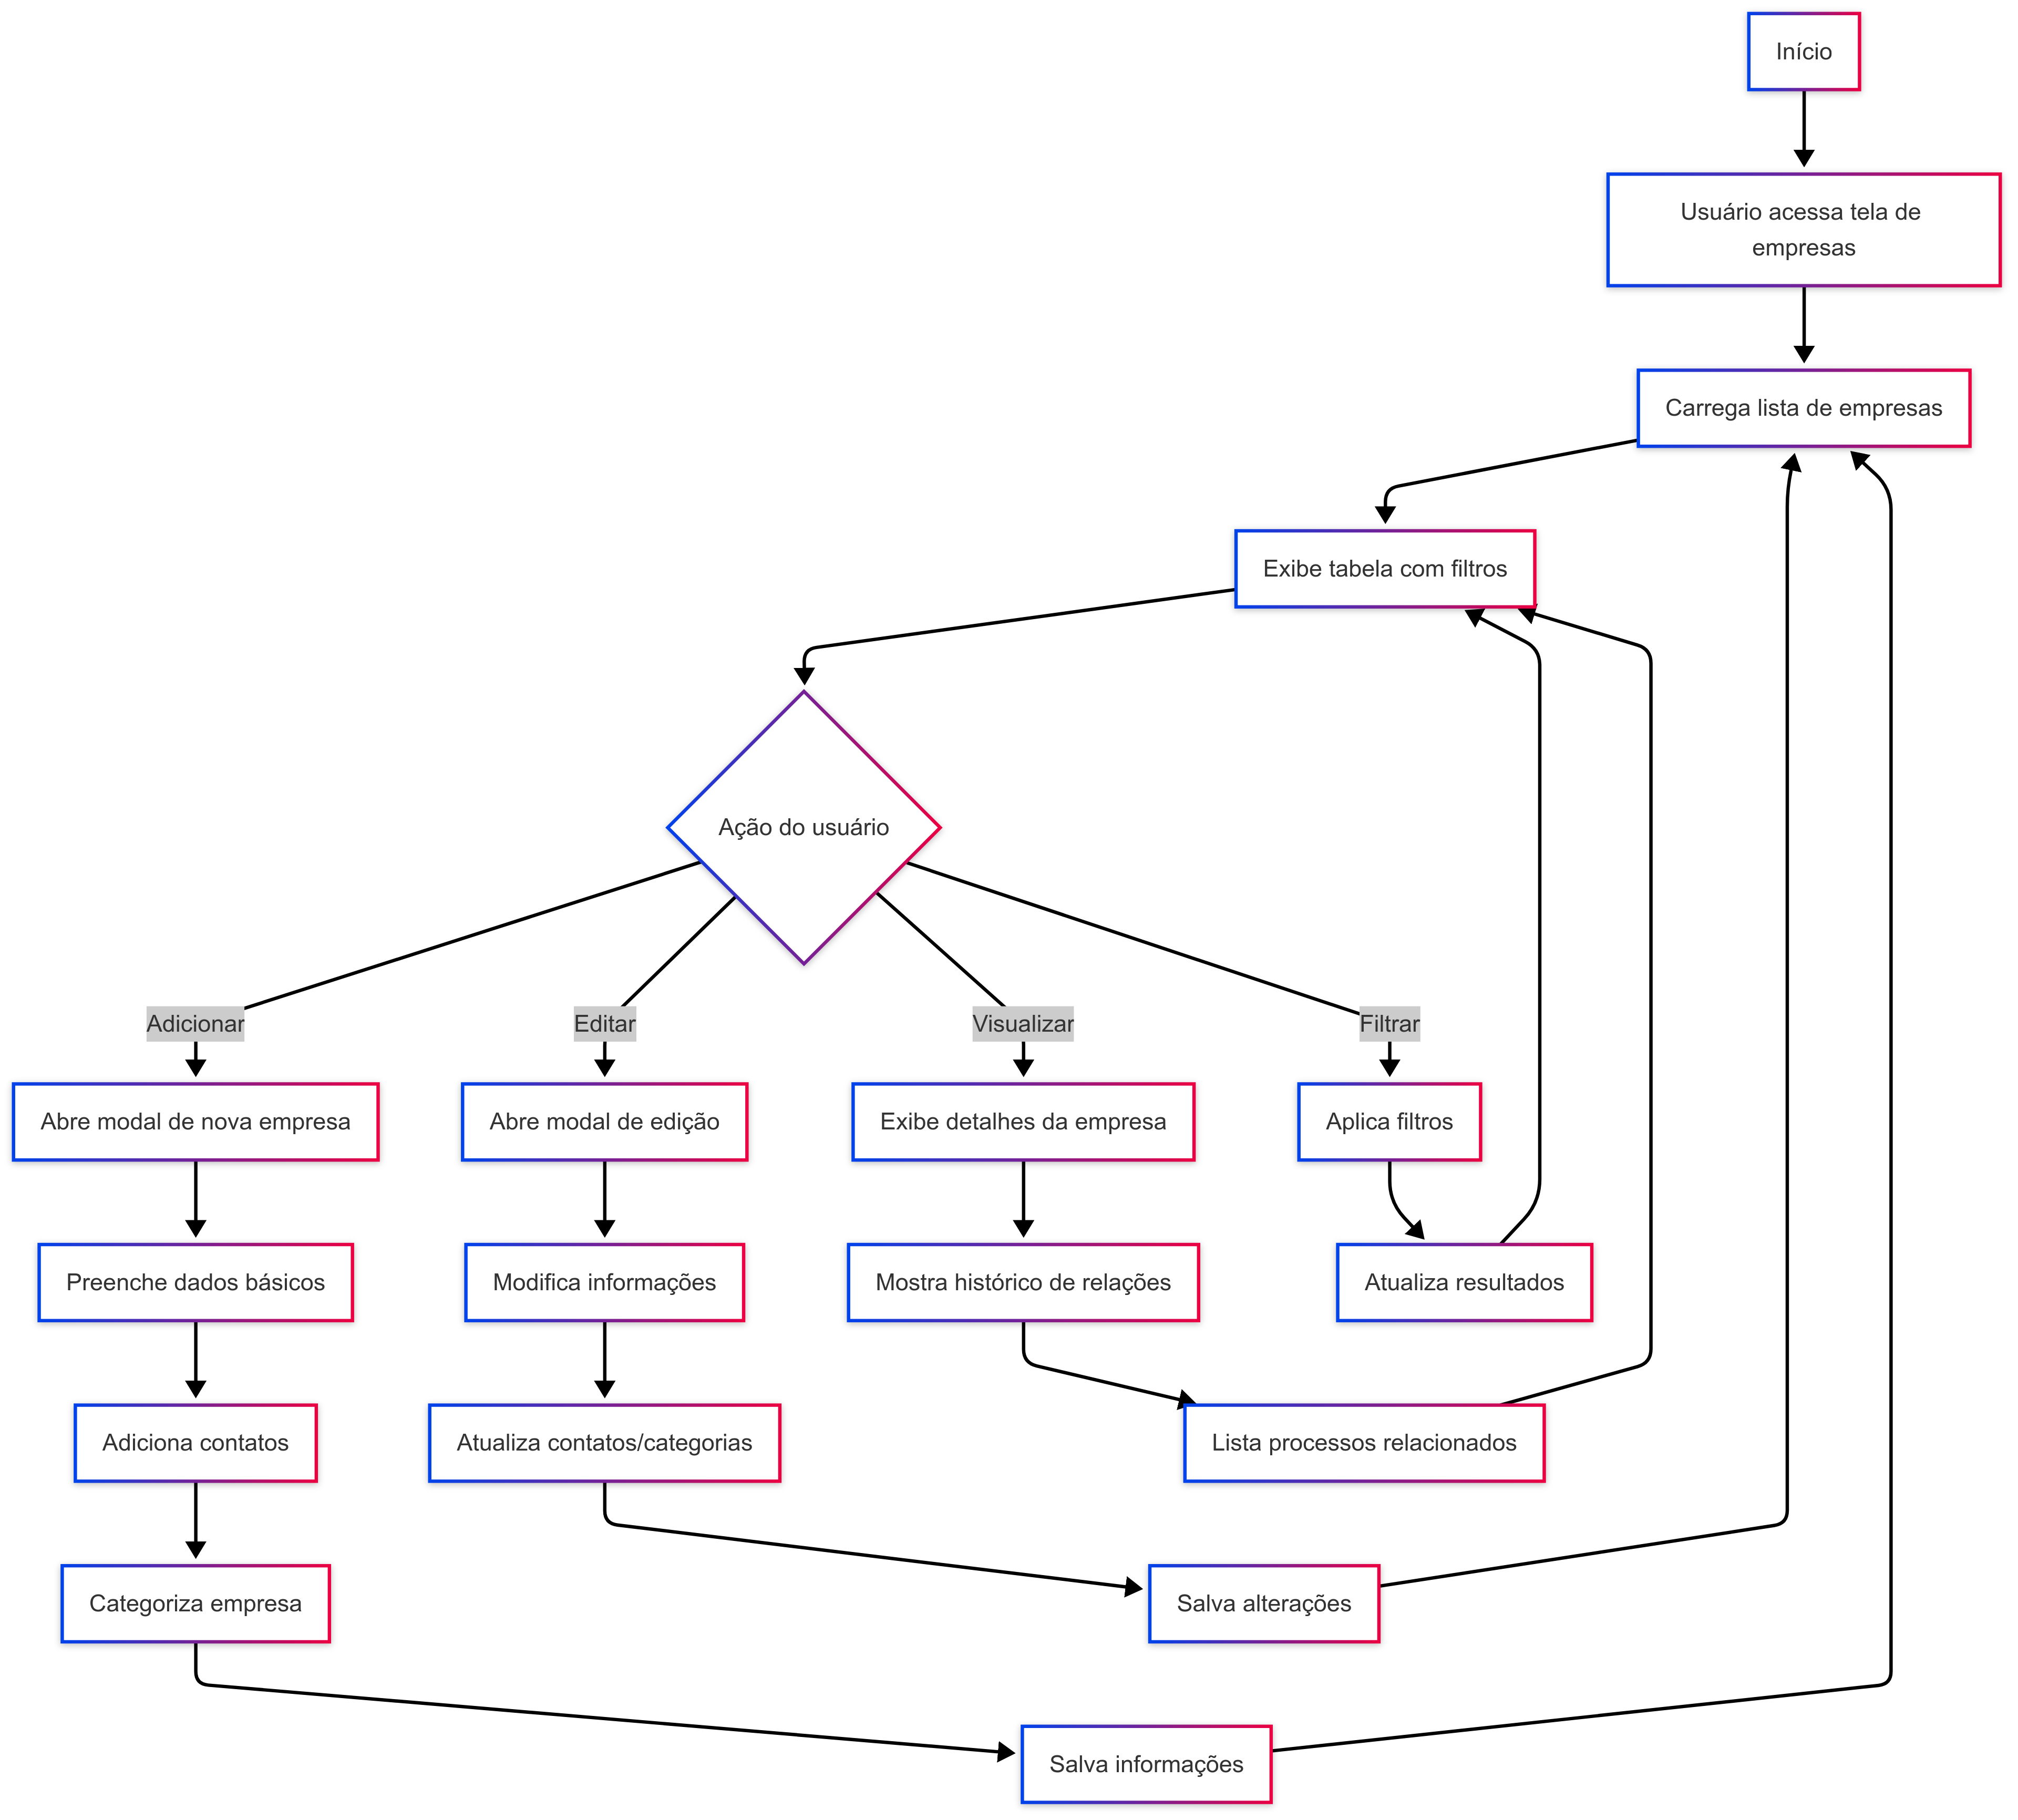 Início
Usuário acessa tela de
empresas
Carrega lista de empresas
Exibe tabela com filtros
Ação do usuário
Adicionar
Editar
Visualizar
Filtrar
Abre modal de nova empresa
Abre modal de edição
Exibe detalhes da empresa
Aplica filtros
Preenche dados básicos
Modifica informações
Mostra histórico de relações
Atualiza resultados
Adiciona contatos
Atualiza contatos/categorias
Lista processos relacionados
Categoriza empresa
Salva alterações
Salva informações